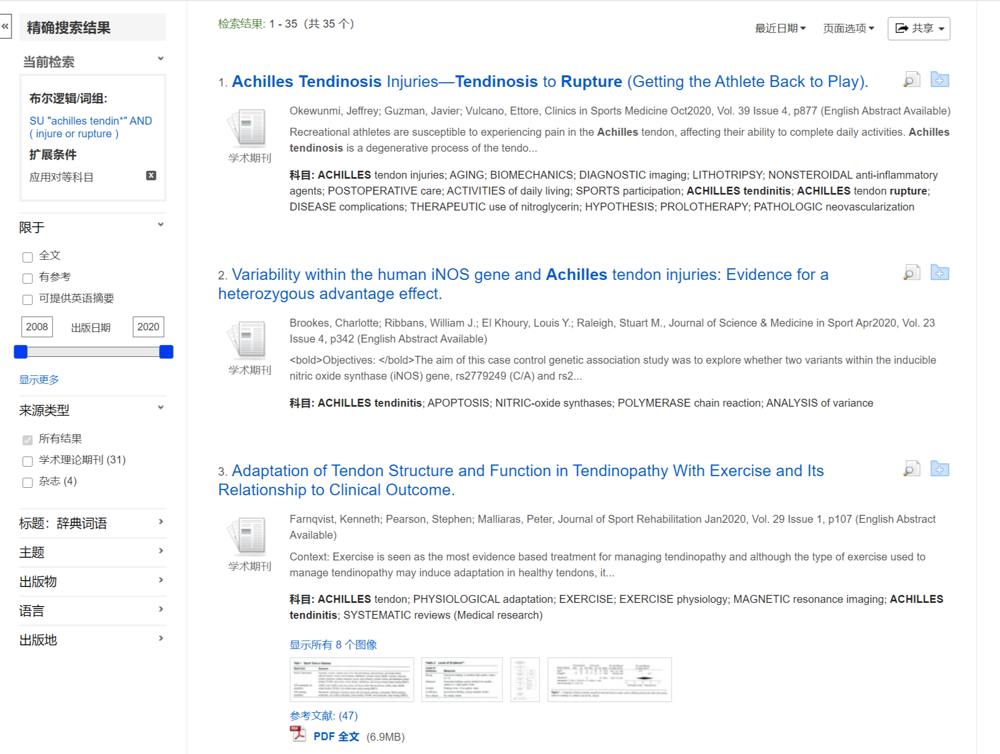 «
精确搜索结果
当前检索
布尔逻辑/词组:
SU "achilles tendin*" AND
( injure or rupture )
扩展条件
应用对等科目
x
限于
全文
有参考
可提供英语摘要
2008 出版日期 2020
显示更多
来源类型
所有结果
学术理论期刊 (31)
杂志 (4)
标题：辞典词语
主题
出版物
语言
出版地
检索结果: 1 - 35（共 35 个）
最近日期 页面选项 共享
1. Achilles Tendinosis Injuries—Tendinosis to Rupture (Getting the Athlete Back to Play).
学术期刊
Okewunmi, Jeffrey; Guzman, Javier; Vulcano, Ettore, Clinics in Sports Medicine Oct2020, Vol. 39 Issue 4, p877 (English Abstract Available)
Recreational athletes are susceptible to experiencing pain in the Achilles tendon, affecting their ability to complete daily activities. Achilles
tendinosis is a degenerative process of the tendo...
科目: ACHILLES tendon injuries; AGING; BIOMECHANICS; DIAGNOSTIC imaging; LITHOTRIPSY; NONSTEROIDAL anti-inflammatory
agents; POSTOPERATIVE care; ACTIVITIES of daily living; SPORTS participation; ACHILLES tendinitis; ACHILLES tendon rupture;
DISEASE complications; THERAPEUTIC use of nitroglycerin; HYPOTHESIS; PROLOTHERAPY; PATHOLOGIC neovascularization
2. Variability within the human iNOS gene and Achilles tendon injuries: Evidence for a
heterozygous advantage effect.
学术期刊
Brookes, Charlotte; Ribbans, William J.; El Khoury, Louis Y.; Raleigh, Stuart M., Journal of Science & Medicine in Sport Apr2020, Vol. 23
Issue 4, p342 (English Abstract Available)
<bold>Objectives: </bold>The aim of this case control genetic association study was to explore whether two variants within the inducible
nitric oxide synthase (iNOS) gene, rs2779249 (C/A) and rs2...
科目: ACHILLES tendinitis; APOPTOSIS; NITRIC-oxide synthases; POLYMERASE chain reaction; ANALYSIS of variance
3. Adaptation of Tendon Structure and Function in Tendinopathy With Exercise and Its
Relationship to Clinical Outcome.
学术期刊
Farnqvist, Kenneth; Pearson, Stephen; Malliaras, Peter, Journal of Sport Rehabilitation Jan2020, Vol. 29 Issue 1, p107 (English Abstract
Available)
Context: Exercise is seen as the most evidence based treatment for managing tendinopathy and although the type of exercise used to
manage tendinopathy may induce adaptation in healthy tendons, it...
科目: ACHILLES tendon; PHYSIOLOGICAL adaptation; EXERCISE; EXERCISE physiology; MAGNETIC resonance imaging; ACHILLES
tendinitis; SYSTEMATIC reviews (Medical research)
显示所有 8 个图像
参考文献: (47)
PDF 全文 (6.9MB)